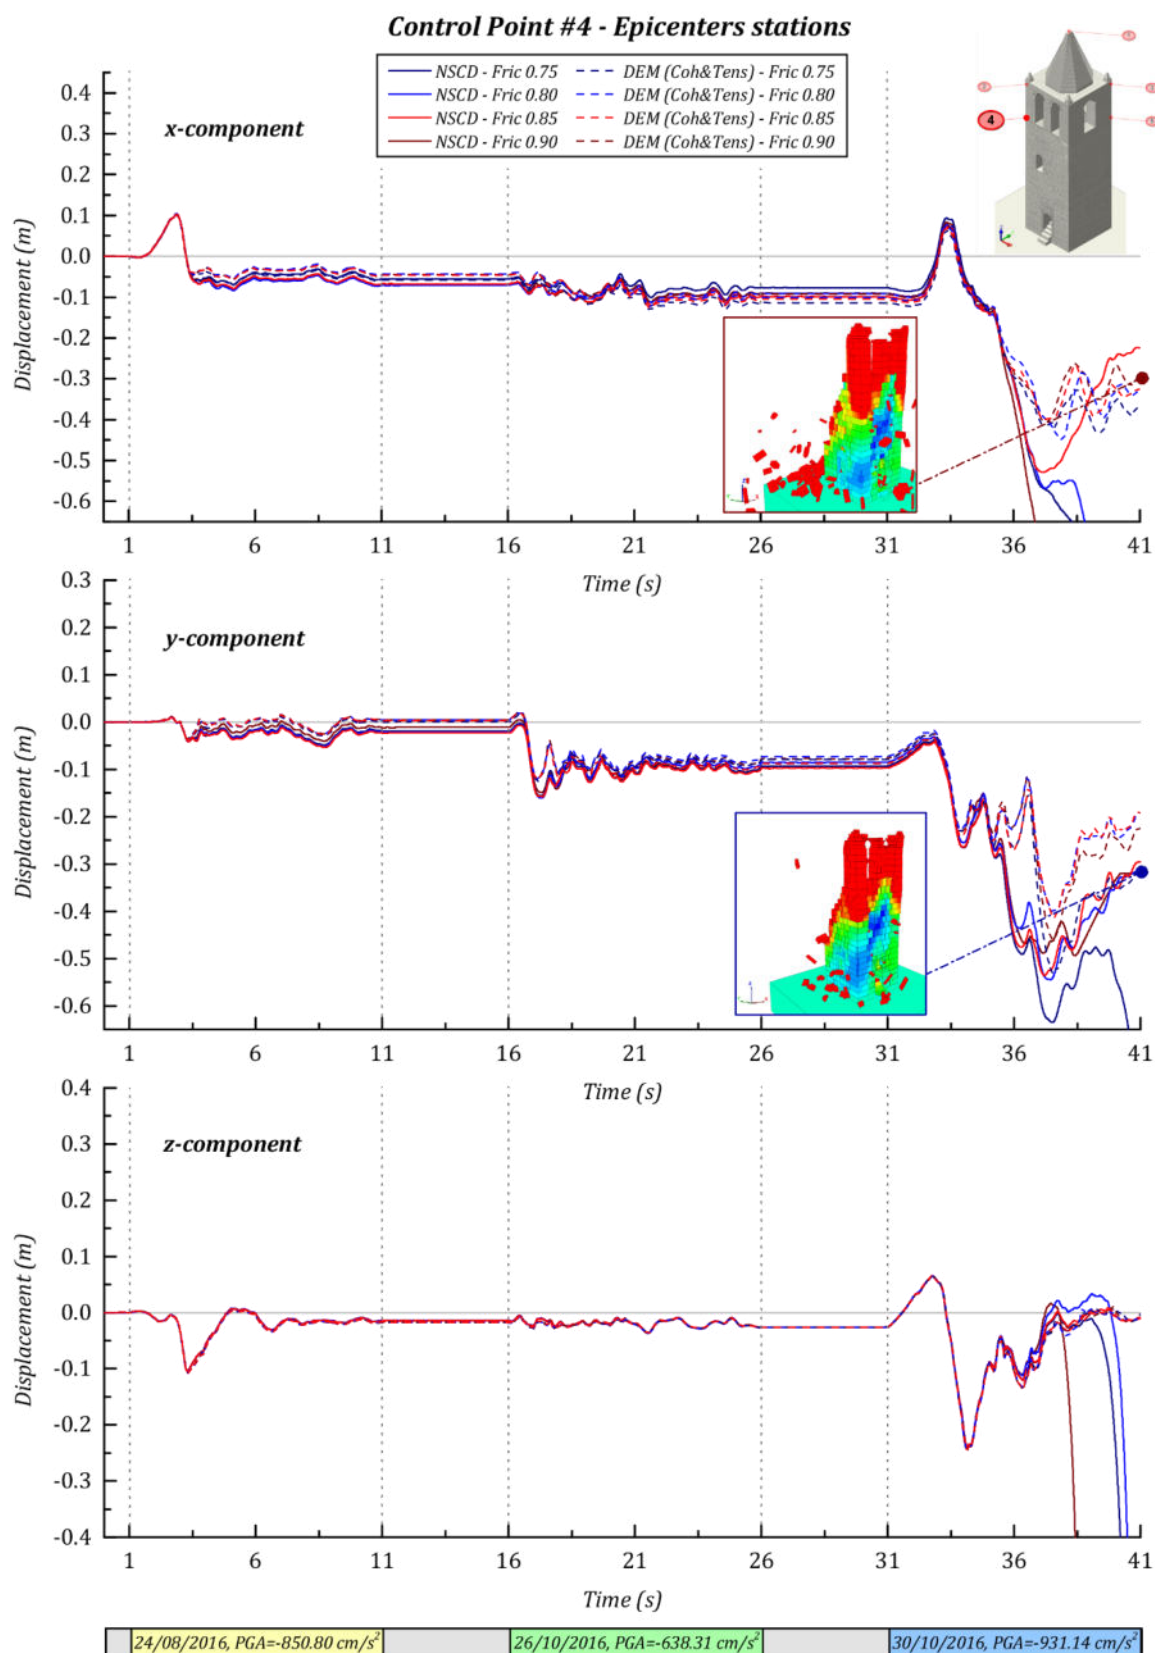 Control Point #4 - Epicenters stations
NSCD - Fric 0.75 DEM (Coh&Tens) - Fric 0.75
NSCD - Fric 0.80 DEM (Coh&Tens) - Fric 0.80
NSCD - Fric 0.85 DEM (Coh&Tens) - Fric 0.85
NSCD - Fric 0.90 DEM (Coh&Tens) - Fric 0.90
4
x-component
Displacement (m)
0.4
0.3
0.2
0.1
0.0
-0.1
-0.2
-0.3
-0.4
-0.5
-0.6
1 6 11 16 21 26 31 36 41
Time (s)
y-component
Displacement (m)
0.3
0.2
0.1
0.0
-0.1
-0.2
-0.3
-0.4
-0.5
-0.6
1 6 11 16 21 26 31 36 41
Time (s)
z-component
Displacement (m)
0.4
0.3
0.2
0.1
0.0
-0.1
-0.2
-0.3
-0.4
1 6 11 16 21 26 31 36 41
Time (s)
24/08/2016, PGA=-850.80 cm/s² 26/10/2016, PGA=-638.31 cm/s² 30/10/2016, PGA=-931.14 cm/s²